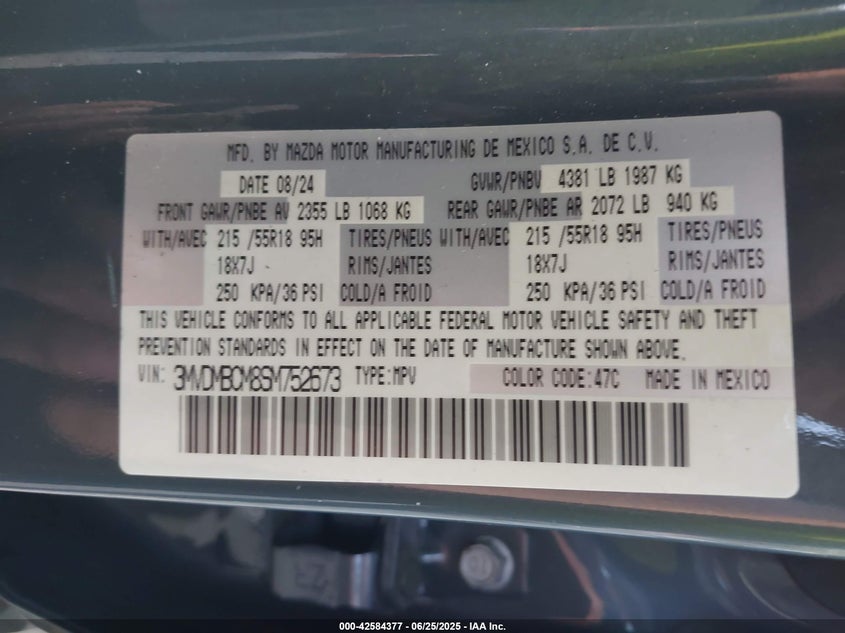 MFD. BY MAZDA MOTOR MANUFACTURING DE MEXICO S.A. DE C.V.
DATE 08/24 GVWR/PNBV 4381 LB 1987 KG
FRONT GAWR/PNBE AV 2355 LB 1068 KG REAR GAWR/PNBE AR 2072 LB 940 KG
WITH/AVEC 215 /55R18 95H TIRES/PNEUS WITH/AVEC 215 /55R18 95H TIRES/PNEUS
18X7J RIMS/JANTES 18X7J RIMS/JANTES
250 KPA/36 PSI COLD/A FROID 250 KPA/36 PSI COLD/A FROID
THIS VEHICLE CONFORMS TO ALL APPLICABLE FEDERAL MOTOR VEHICLE SAFETY AND THEFT
PREVENTION STANDARDS IN EFFECT ON THE DATE OF MANUFACTURE SHOWN ABOVE.
VIN: 3MVDMBCM8SM752673 TYPE:MPV COLOR CODE:47C MADE IN MEXICO
000-42584377 - 06/25/2025 - IAA Inc.